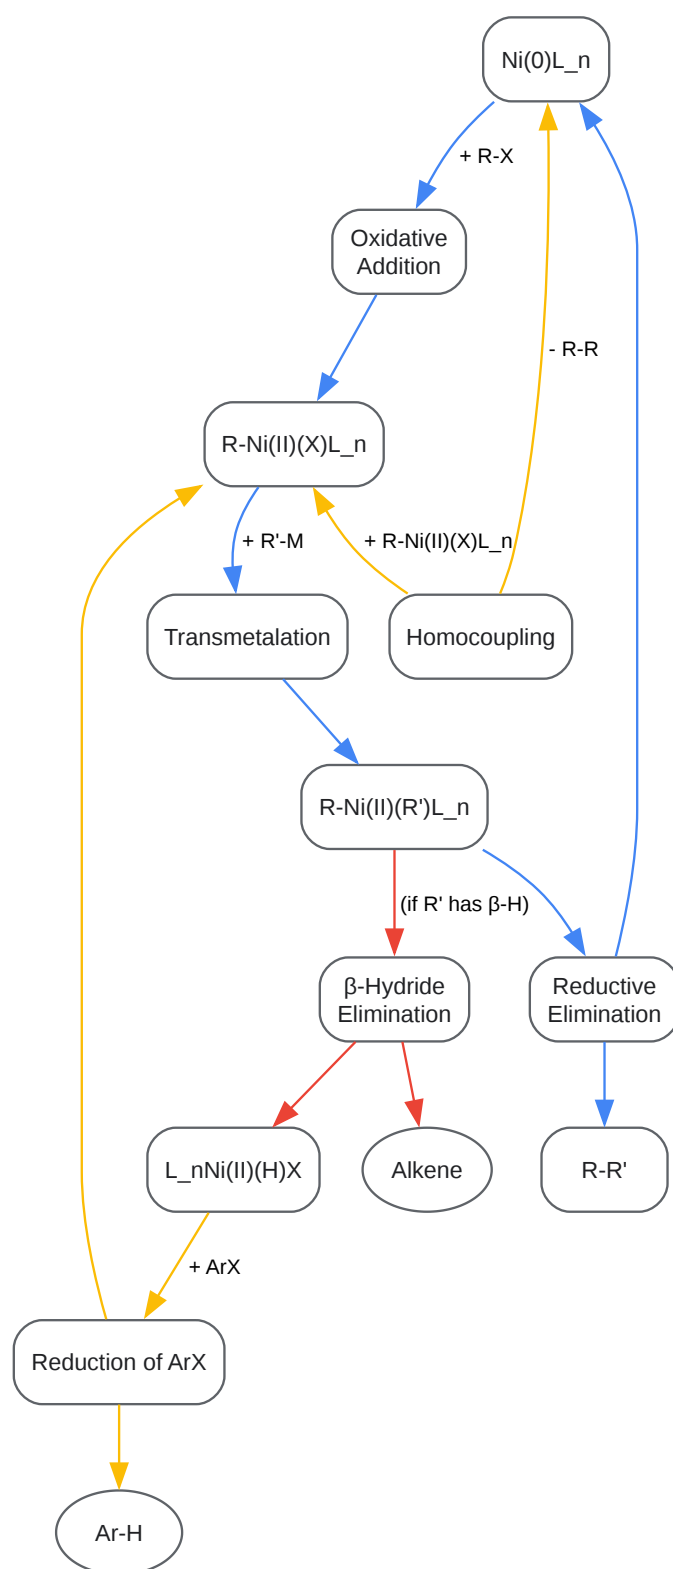 Ni(0)L_n
+ R-X
Oxidative
Addition
- R-R
R-Ni(II)(X)L_n
+ R'-M
+ R-Ni(II)(X)L_n
Transmetalation
Homocoupling
R-Ni(II)(R')L_n
(if R' has β-H)
β-Hydride
Elimination
Reductive
Elimination
L_nNi(II)(H)X
Alkene
R-R'
+ ArX
Reduction of ArX
Ar-H